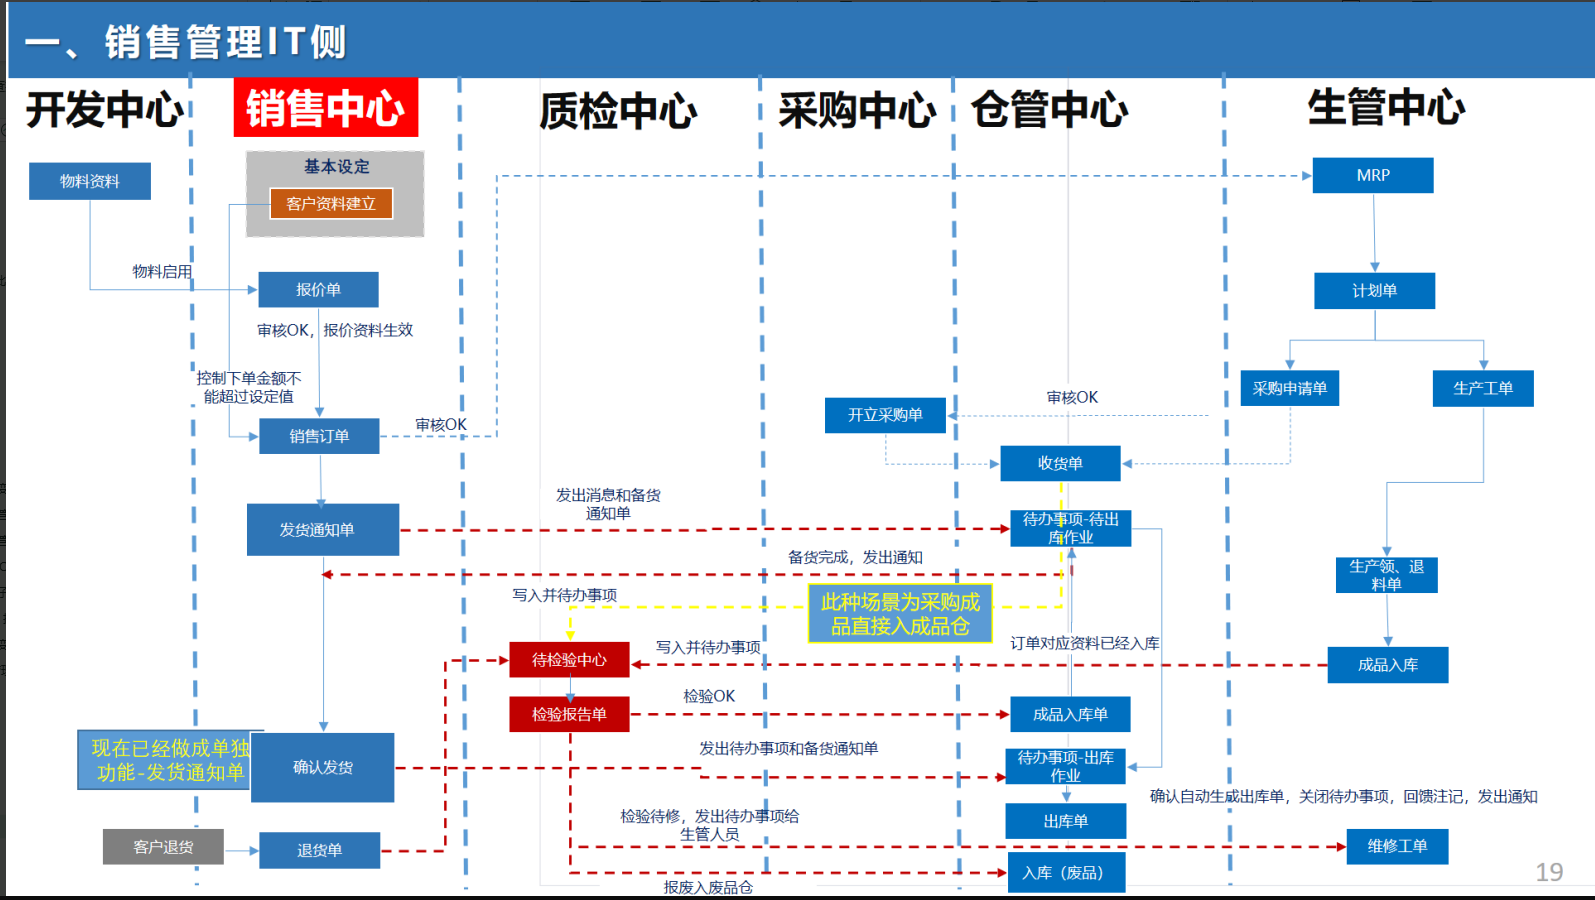 一、销售管理IT侧
开发中心
销售中心
质检中心
采购中心
仓管中心
生管中心
基本设定
物料资料
客户资料建立
MRP
物料启用
报价单
计划单
审核OK，报价资料生效
控制下单金额不
能超过设定值
采购申请单
生产工单
审核OK
开立采购单
审核OK
销售订单
收货单
发出消息和备货
通知单
发货通知单
待办事项-待出
库作业
备货完成，发出通知
生产领、退
料单
写入并待办事项
此种场景为采购成
品直接入成品仓
订单对应资料已经入库
写入并待办事项
待检验中心
成品入库
检验OK
检验报告单
成品入库单
现在已经做成单独
功能-发货通知单
确认发货
发出待办事项和备货通知单
待办事项-出库
作业
确认自动生成出库单，关闭待办事项，回馈注记，发出通知
检验待修，发出待办事项给
生管人员
出库单
客户退货
退货单
维修工单
入库（废品）
报废入废品仓
19